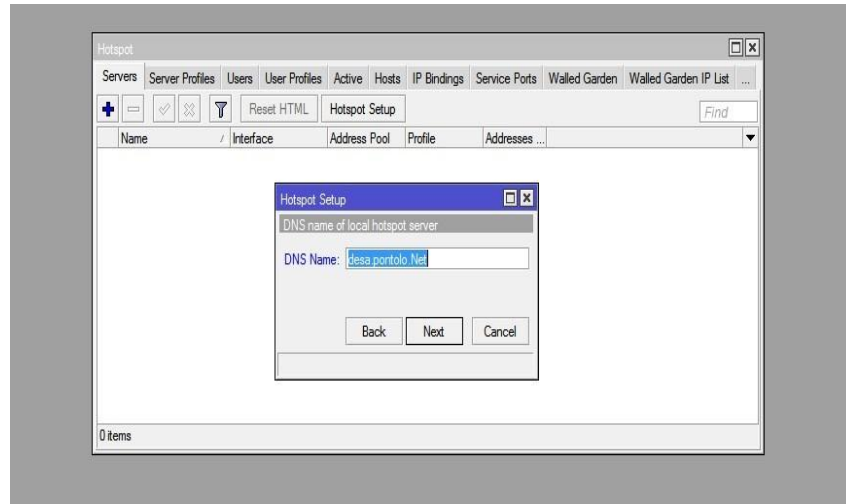 Hotspot
Servers Server Profiles Users User Profiles Active Hosts IP Bindings Service Ports Walled Garden Walled Garden IP List ...
Reset HTML Hotspot Setup Find
Name / Interface Address Pool Profile Addresses ...
Hotspot Setup
DNS name of local hotspot server
DNS Name: desa.pontolo.Net
Back Next Cancel
0 items